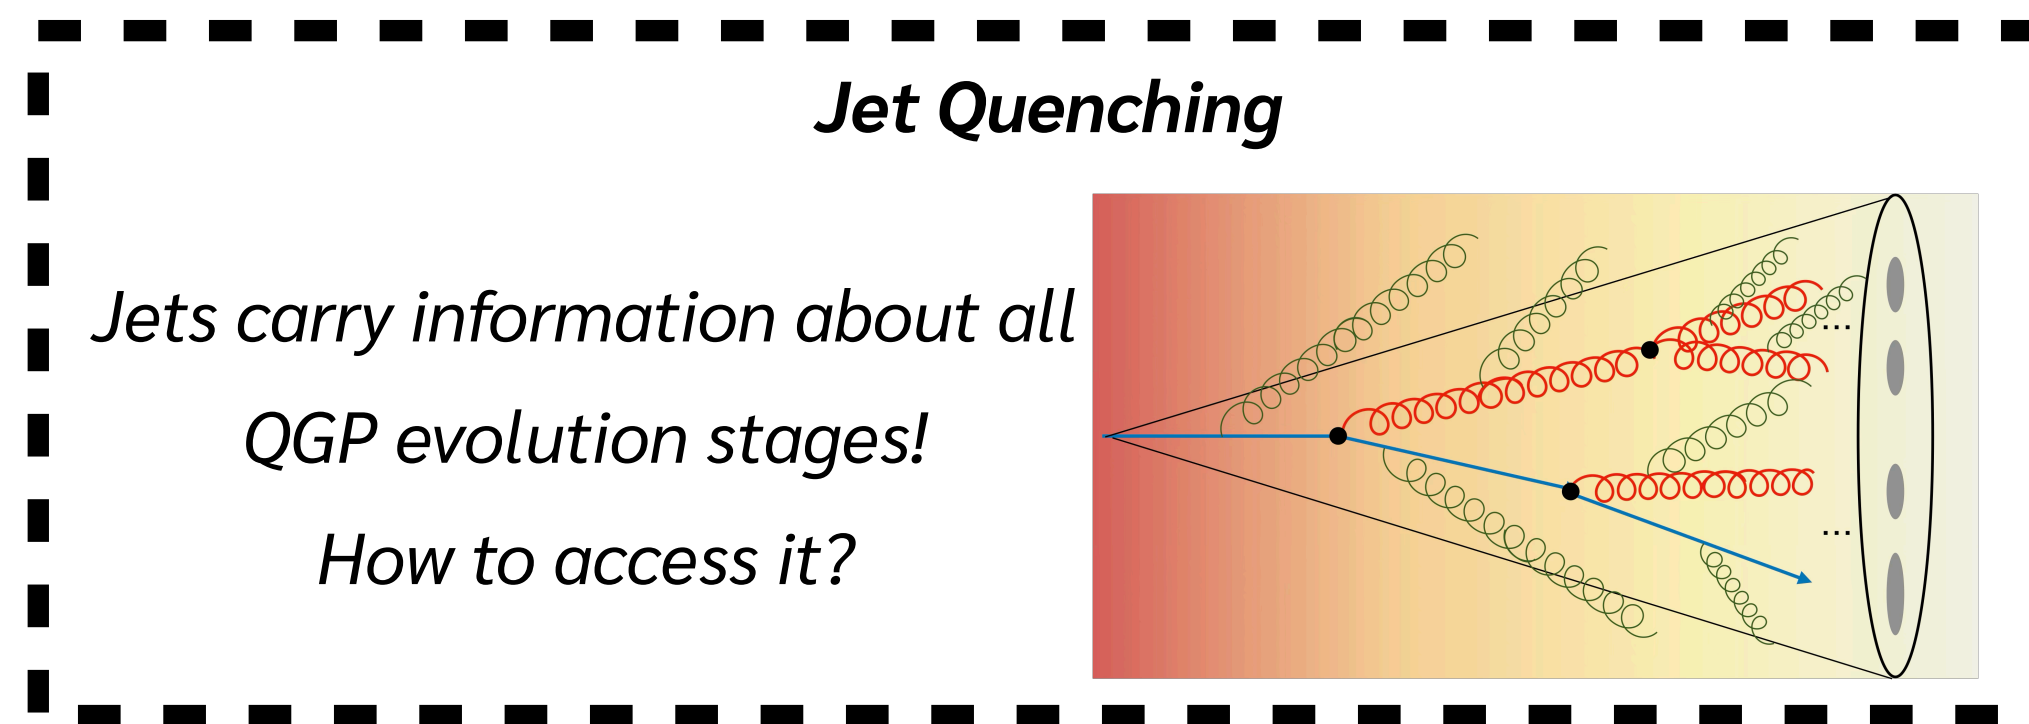 Jet Quenching
Jets carry information about all
QGP evolution stages!
How to access it?
...
...